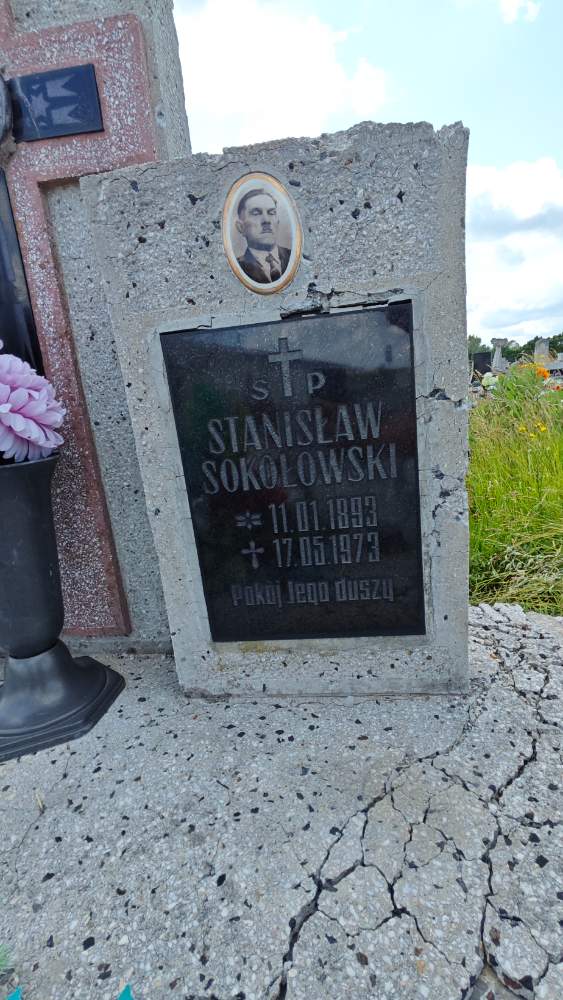 S P
STANISŁAW
SOKOŁOWSKI
* 11.01.1893
✝ 17.05.1973
Pokój Jego duszy